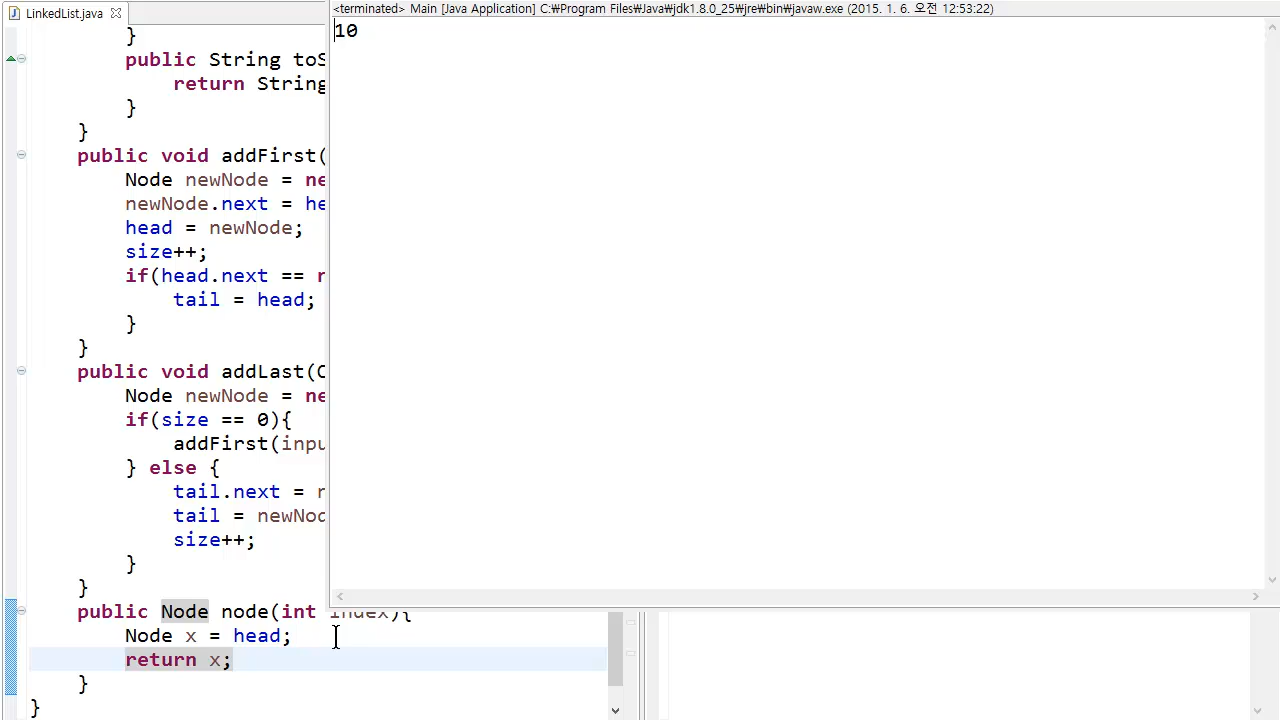 LinkedList.java
<terminated> Main [Java Application] C:₩Program Files₩Java₩jdk1.8.0_25₩jre₩bin₩javaw.exe (2015. 1. 6. 오전 12:53:22)
10
}
public String toS
return String
}
}
public void addFirst(
Node newNode = ne
newNode.next = he
head = newNode;
size++;
if(head.next == n
tail = head;
}
}
public void addLast(O
Node newNode = ne
if(size == 0){
addFirst(inpu
} else {
tail.next = n
tail = newNod
size++;
}
}
public Node node(int index){
Node x = head;
return x;
}
}